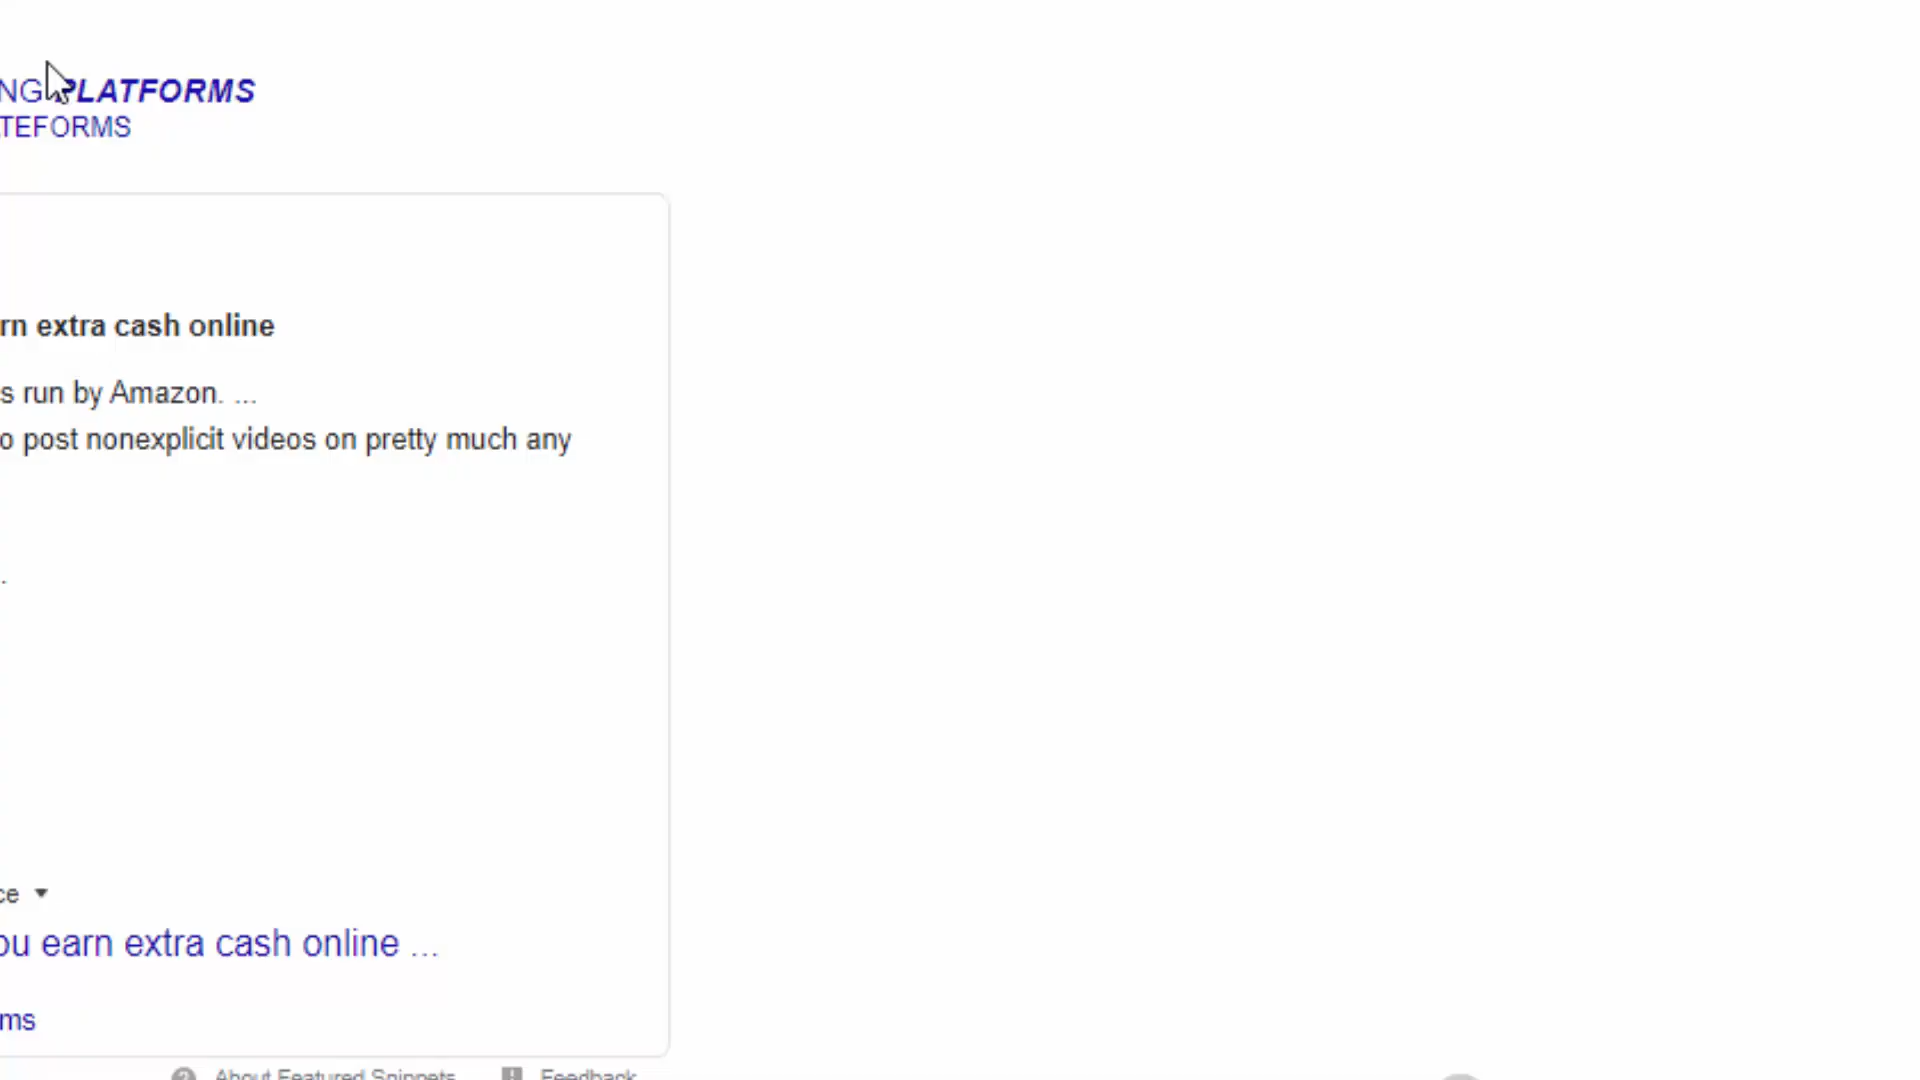 NG PLATFORMS
TEFORMS
rn extra cash online
s run by Amazon. ...
o post nonexplicit videos on pretty much any
.
ce
ou earn extra cash online ...
ms
About Featured Snippets Feedback